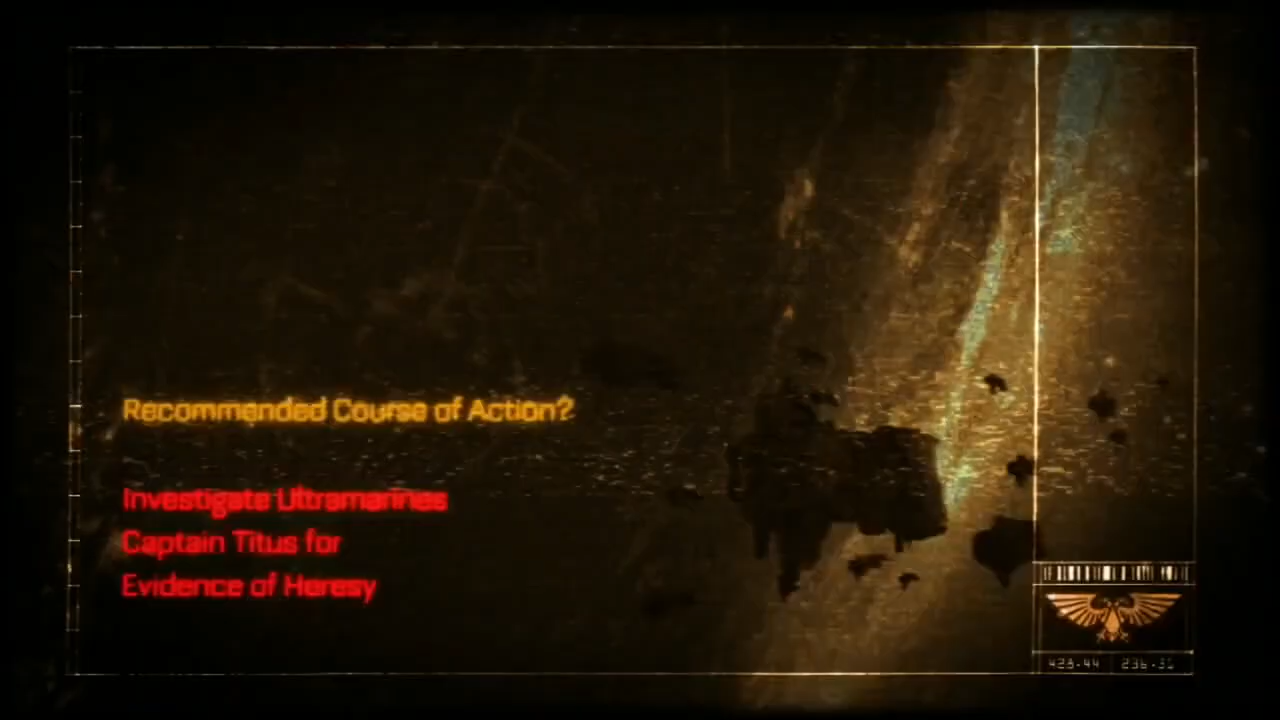 Recommended Course of Action?
Investigate Ultramarines
Captain Titus for
Evidence of Heresy